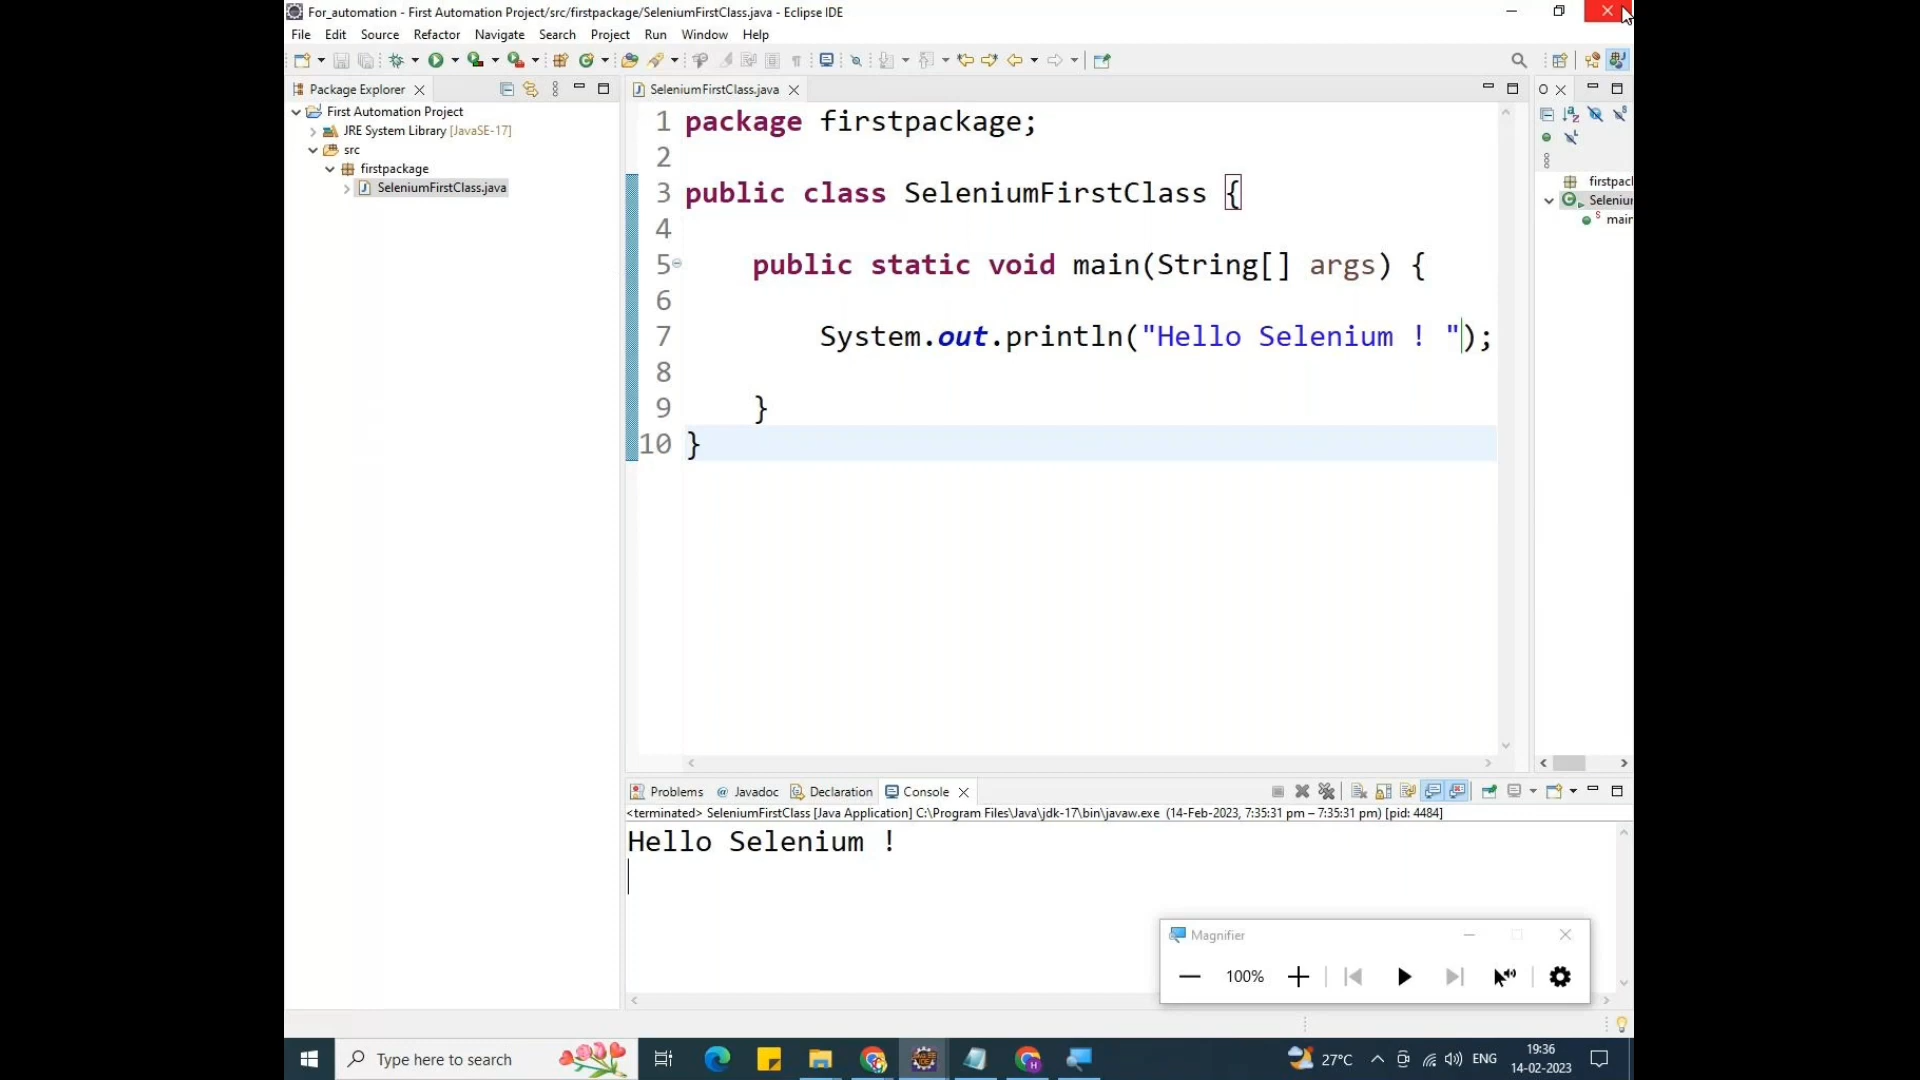 For_automation - First Automation Project/src/firstpackage/SeleniumFirstClass.java - Eclipse IDE
File Edit Source Refactor Navigate Search Project Run Window Help
Package Explorer
First Automation Project
JRE System Library [JavaSE-17]
src
firstpackage
SeleniumFirstClass.java
SeleniumFirstClass.java
1 package firstpackage;
2
3 public class SeleniumFirstClass {
4
5 public static void main(String[] args) {
6
7 System.out.println("Hello Selenium ! ");
8
9 }
10 }
O
firstpac
Seleniu
main
Problems @ Javadoc Declaration Console
<terminated> SeleniumFirstClass [Java Application] C:\Program Files\Java\jdk-17\bin\javaw.exe (14-Feb-2023, 7:35:31 pm – 7:35:31 pm) [pid: 4484]
Hello Selenium !
Magnifier
100%
Type here to search
27°C
ENG
19:36
14-02-2023